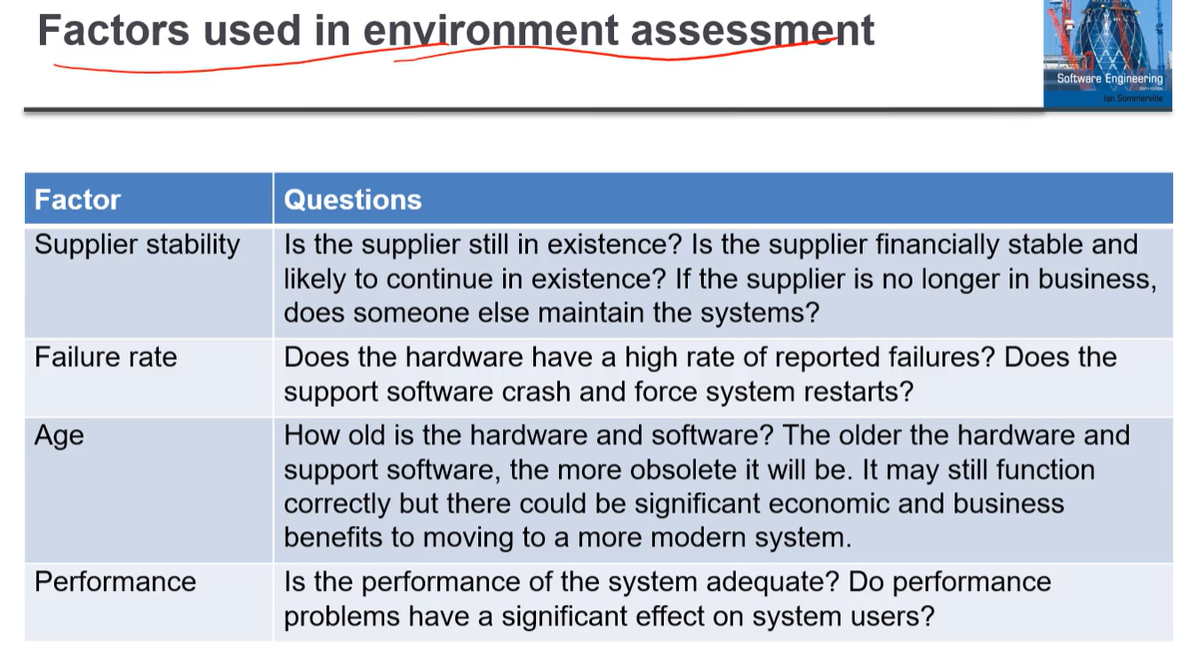 Factors used in environment assessment
Software Engineering
Ian Sommerville
Factor Questions
Supplier stability Is the supplier still in existence? Is the supplier financially stable and
likely to continue in existence? If the supplier is no longer in business,
does someone else maintain the systems?
Failure rate Does the hardware have a high rate of reported failures? Does the
support software crash and force system restarts?
Age How old is the hardware and software? The older the hardware and
support software, the more obsolete it will be. It may still function
correctly but there could be significant economic and business
benefits to moving to a more modern system.
Performance Is the performance of the system adequate? Do performance
problems have a significant effect on system users?